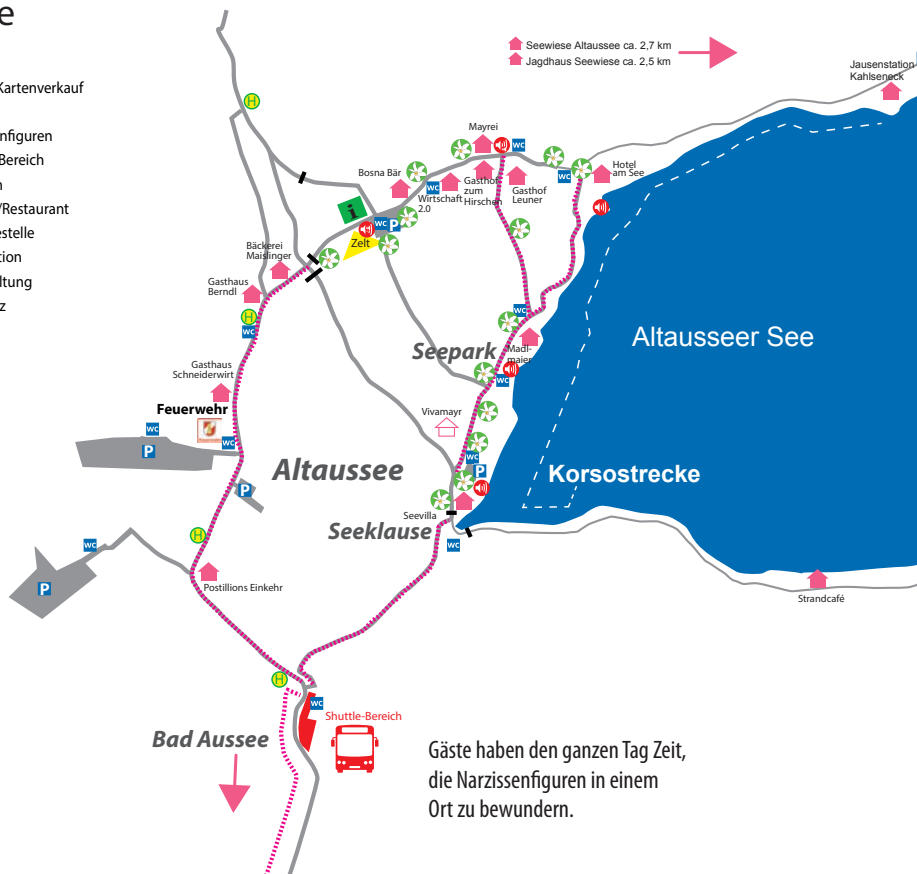 e
Kartenverkauf
nfiguren
Bereich
n
/Restaurant
estelle
tion
ltung
z
Seewiese Altaussee ca. 2,7 km
Jagdhaus Seewiese ca. 2,5 km
Jausenstation
Kahlseneck
H
Mayrei
WC
Bosna Bär
WC
Wirtschaft
2.0
Gasthof
zum
Hirschen
Gasthof
Leuner
WC
Hotel
am See
i
WC
P
Zelt
Bäckerei
Maislinger
Gasthaus
Berndl
H
WC
Altausseer See
WC
Seepark
Madl-
maier
WC
Gasthaus
Schneiderwirt
Feuerwehr
WC
P
WC
Vivamayr
WC
P
Altaussee
Korsostrecke
P
Seevilla
Seeklause
WC
H
WC
P
Postillions Einkehr
Strandcafé
H
WC
Shuttle-Bereich
Bad Aussee
Gäste haben den ganzen Tag Zeit,
die Narzissenfiguren in einem
Ort zu bewundern.